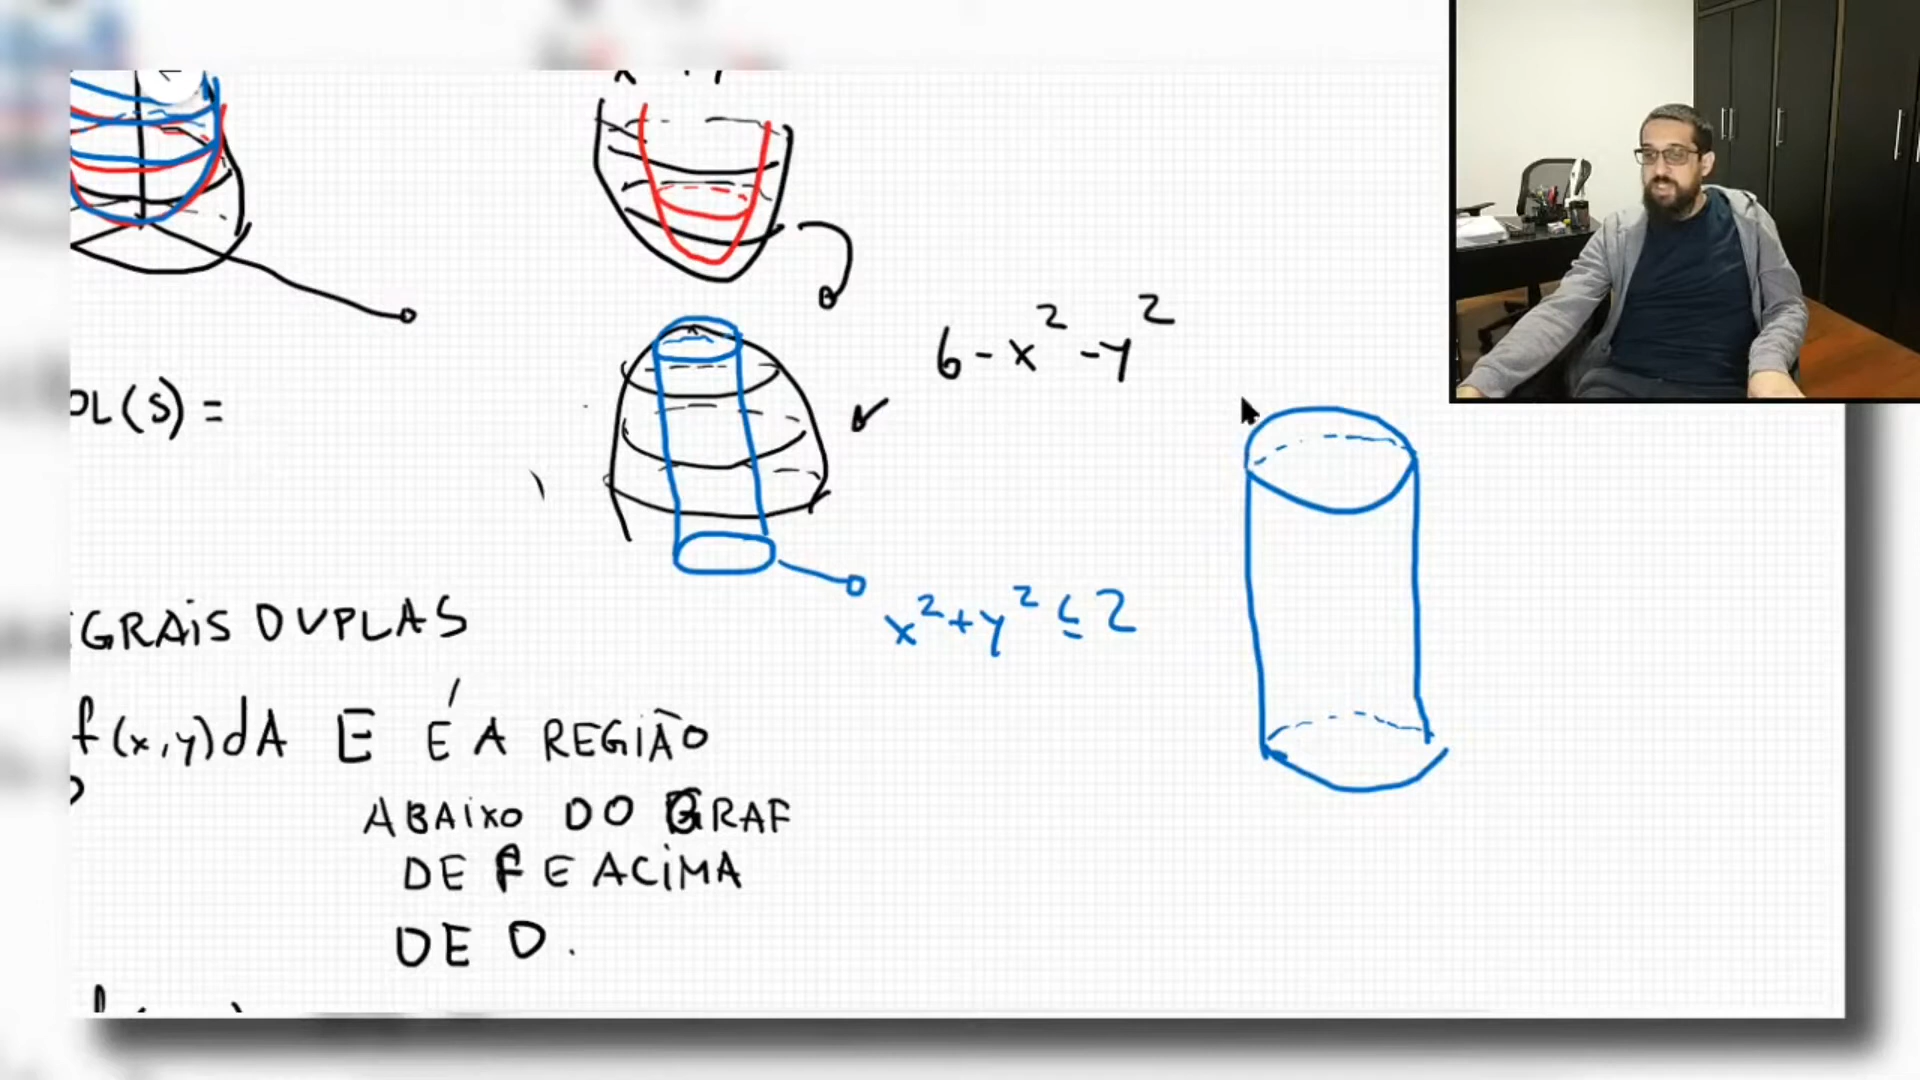 6-x²-y²
OL(S) =
x²+y² ≤ 2
GRAIS DUPLAS
f(x,y)dA E É A REGIÃO
ABAIXO DO GRAF
DE F E ACIMA
DE D.